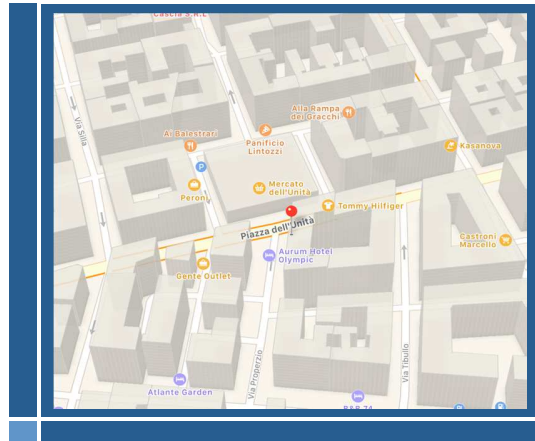 Cascia S.R.L
Via Silla
Alla Rampa
dei Gracchi
Al Balestrari
Panificio
Lintozzi
Kasanova
P
Mercato
dell'Unità
Peroni
Tommy Hilfiger
Piazza dell'Unità
Castroni
Marcello
Aurum Hotel
Olympic
Gente Outlet
Via Properzio
Via Tibullo
Atlante Garden
B&B 74